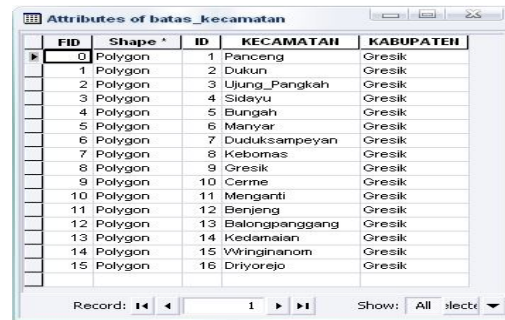 Attributes of batas_kecamatan
FID Shape * ID KECAMATAN KABUPATEN
0 Polygon 1 Panceng Gresik
1 Polygon 2 Dukun Gresik
2 Polygon 3 Ujung_Pangkah Gresik
3 Polygon 4 Sidayu Gresik
4 Polygon 5 Bungah Gresik
5 Polygon 6 Manyar Gresik
6 Polygon 7 Duduksampeyan Gresik
7 Polygon 8 Kebomas Gresik
8 Polygon 9 Gresik Gresik
9 Polygon 10 Cerme Gresik
10 Polygon 11 Menganti Gresik
11 Polygon 12 Benjeng Gresik
12 Polygon 13 Balongpanggang Gresik
13 Polygon 14 Kedamaian Gresik
14 Polygon 15 Wringinanom Gresik
15 Polygon 16 Driyorejo Gresik
Record: 1 Show: All electe